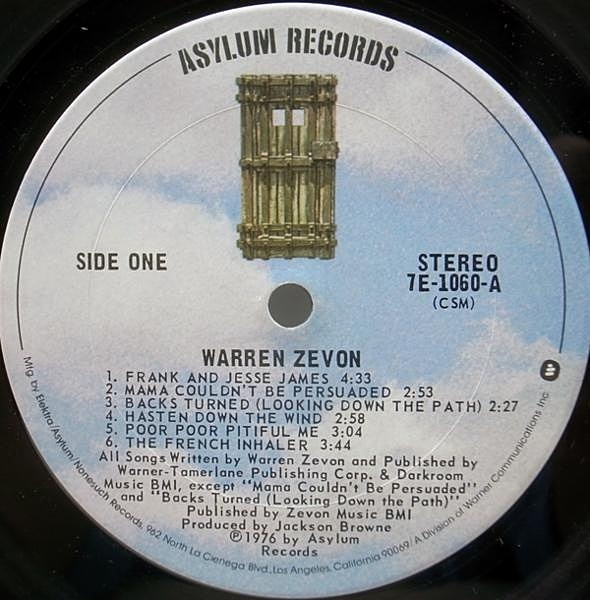 ASYLUM RECORDS
SIDE ONE
STEREO
7E-1060-A
(CSM)
WARREN ZEVON
1. FRANK AND JESSE JAMES 4:33
2. MAMA COULDN'T BE PERSUADED 2:53
3. BACKS TURNED (LOOKING DOWN THE PATH) 2:27
4. HASTEN DOWN THE WIND 2:58
5. POOR POOR PITIFUL ME 3:04
6. THE FRENCH INHALER 3:44
All Songs Written by Warren Zevon and Published by
Warner-Tamerlane Publishing Corp. & Darkroom
Music BMI, except "Mama Couldn't Be Persuaded"
and "Backs Turned (Looking Down the Path)"
Published by Zevon Music BMI
Produced by Jackson Browne
℗1976 by Asylum
Records
Mfg. by Elektra/Asylum/Nonesuch Records, 962 North La Cienega Blvd., Los Angeles, California 90069/A Division of Warner Communications Inc.